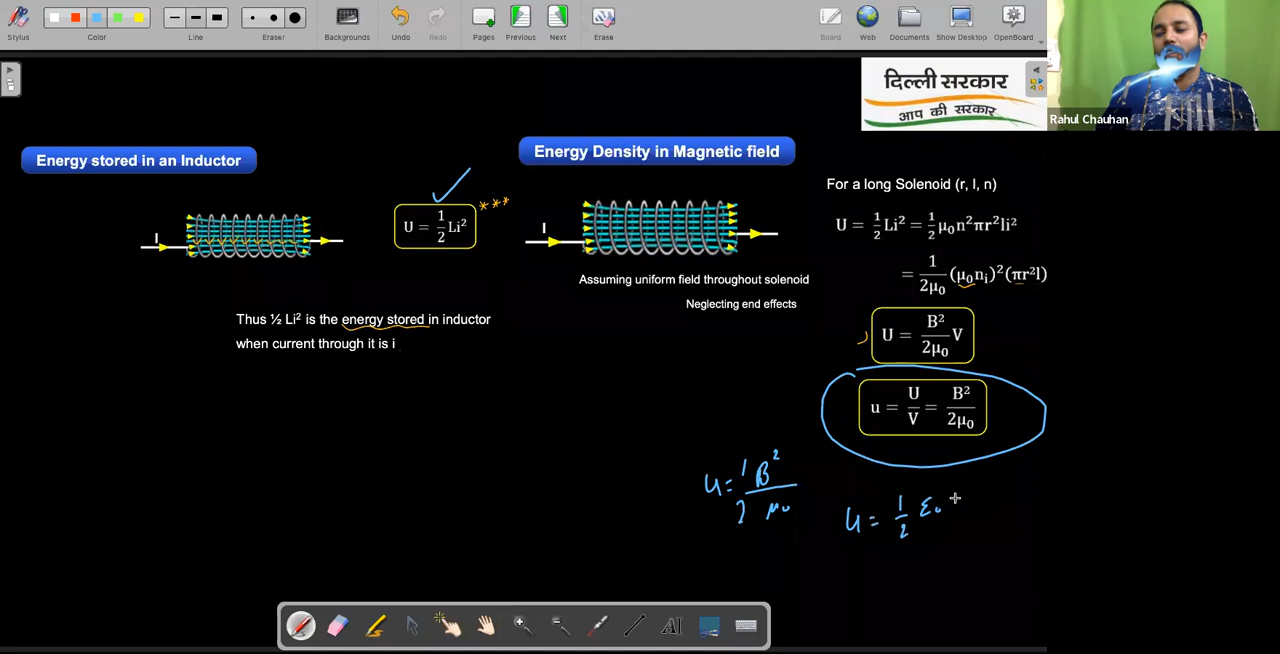 Stylus
Color
Line
Eraser
Backgrounds
Undo
Redo
Pages
Previous
Next
Erase
Board
Web
Documents
Show Desktop
OpenBoard
दिल्ली सरकार
आप की सरकार
Rahul Chauhan
Energy stored in an Inductor
I
U = 1/2 Li² ***
Thus ½ Li² is the energy stored in inductor
when current through it is i
Energy Density in Magnetic field
I
Assuming uniform field throughout solenoid
Neglecting end effects
For a long Solenoid (r, l, n)
U = 1/2 Li² = 1/2 μ₀n²πr²li²
= 1/2μ₀ (μ₀nᵢ)²(πr²l)
U = B²/2μ₀ V
u = U/V = B²/2μ₀
u = 1/2 B²/μ₀
u = 1/2 ε₀
AI